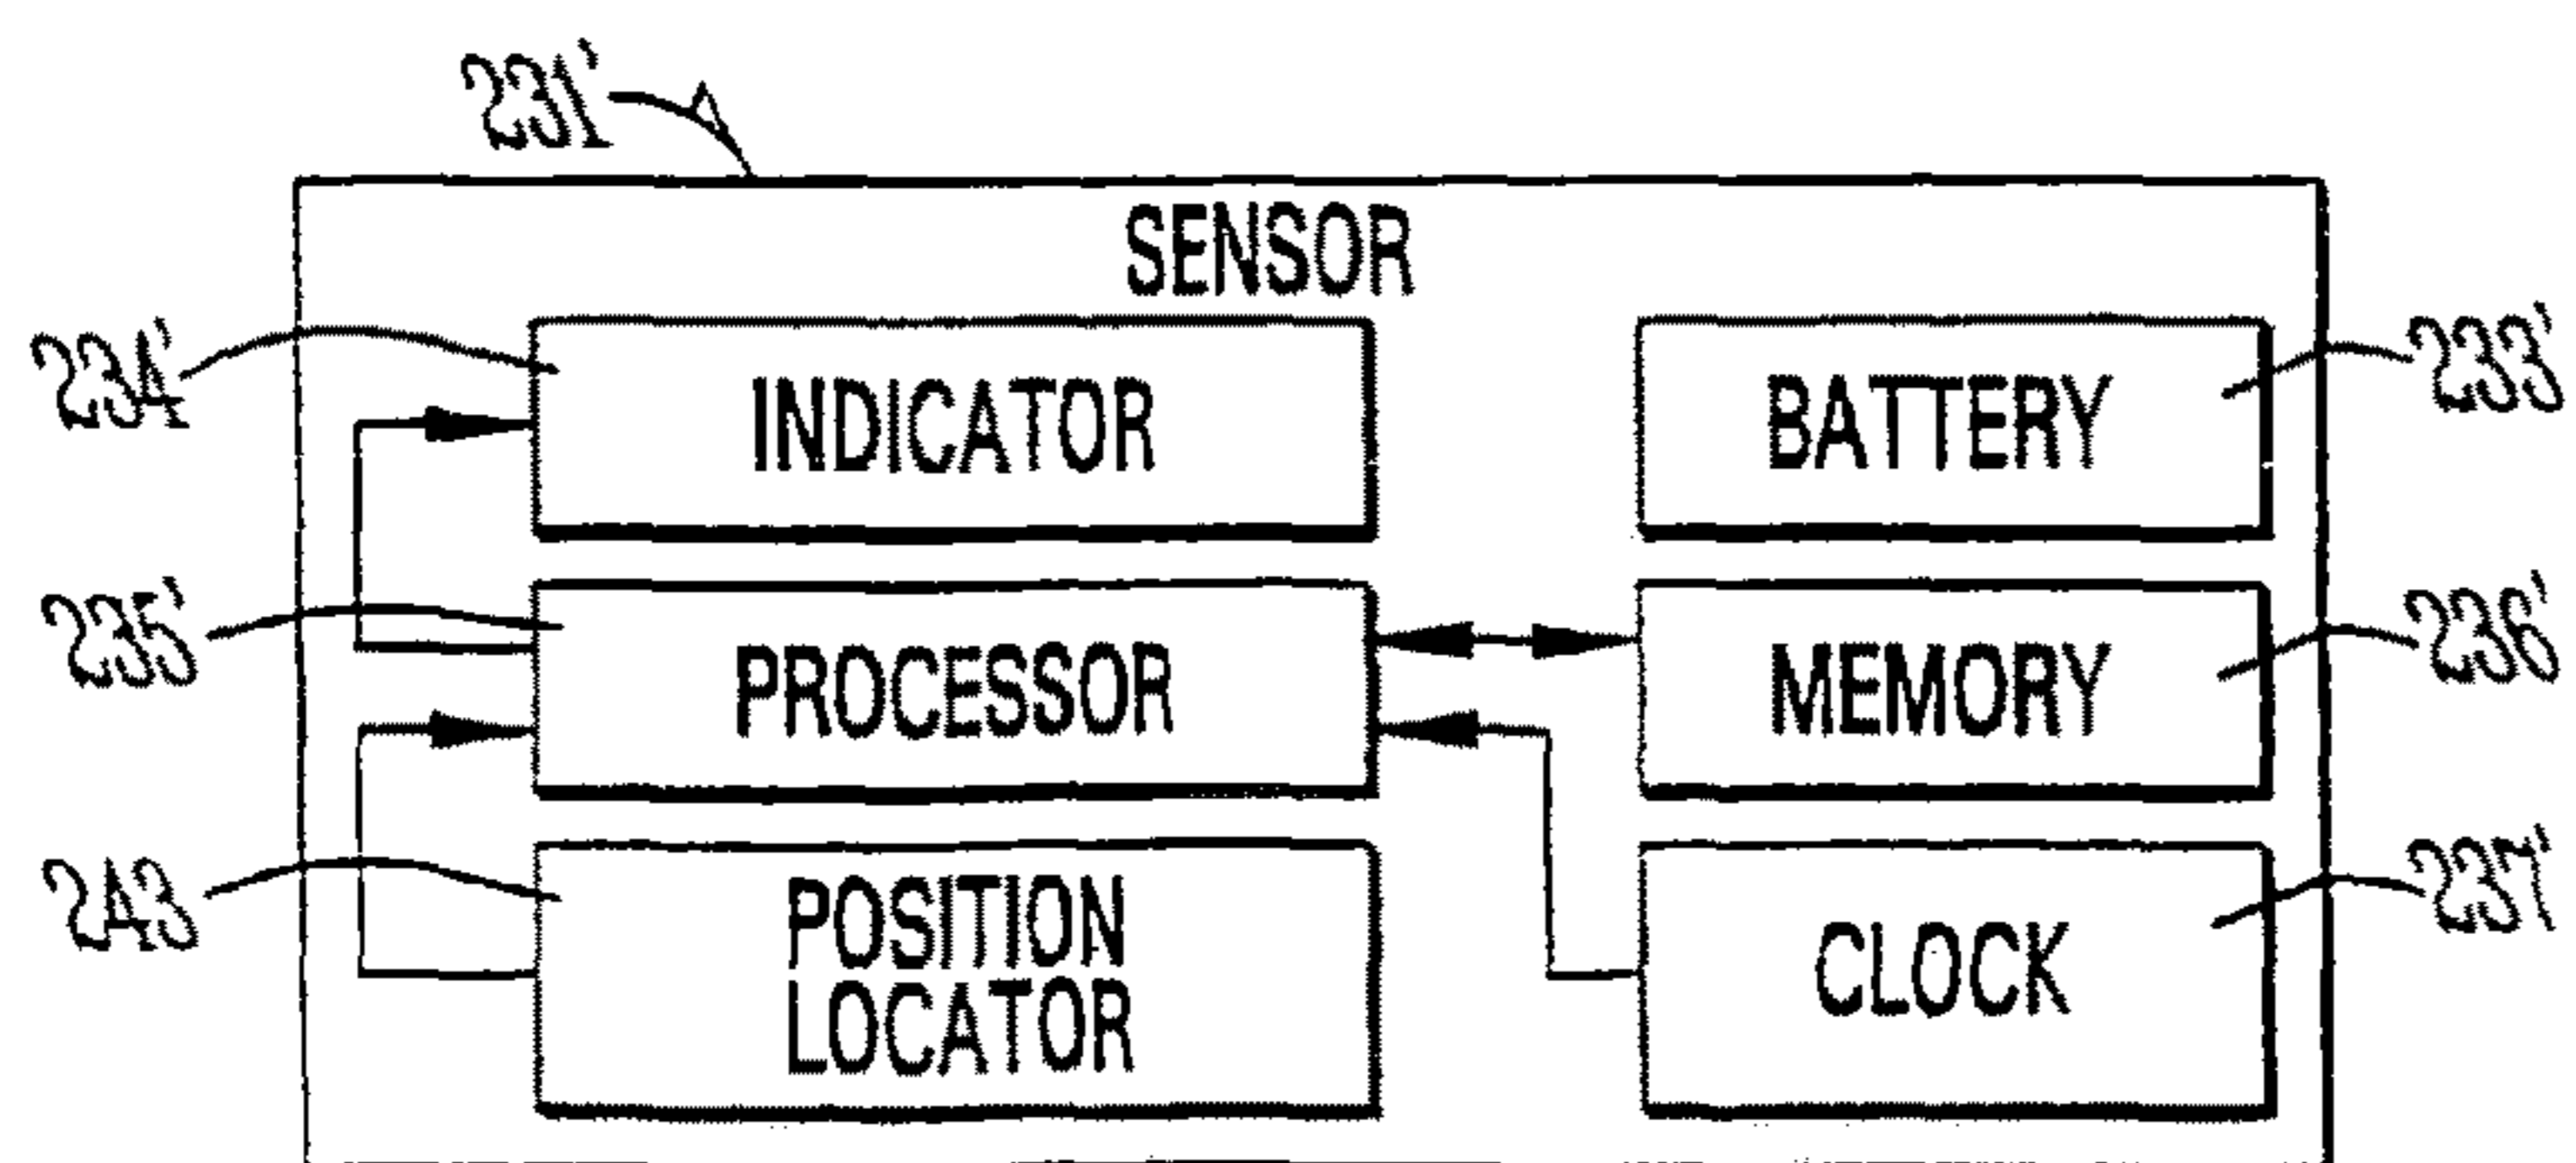 231'
SENSOR
234'
INDICATOR
BATTERY
233'
235'
PROCESSOR
MEMORY
236'
243
POSITION
LOCATOR
CLOCK
237'